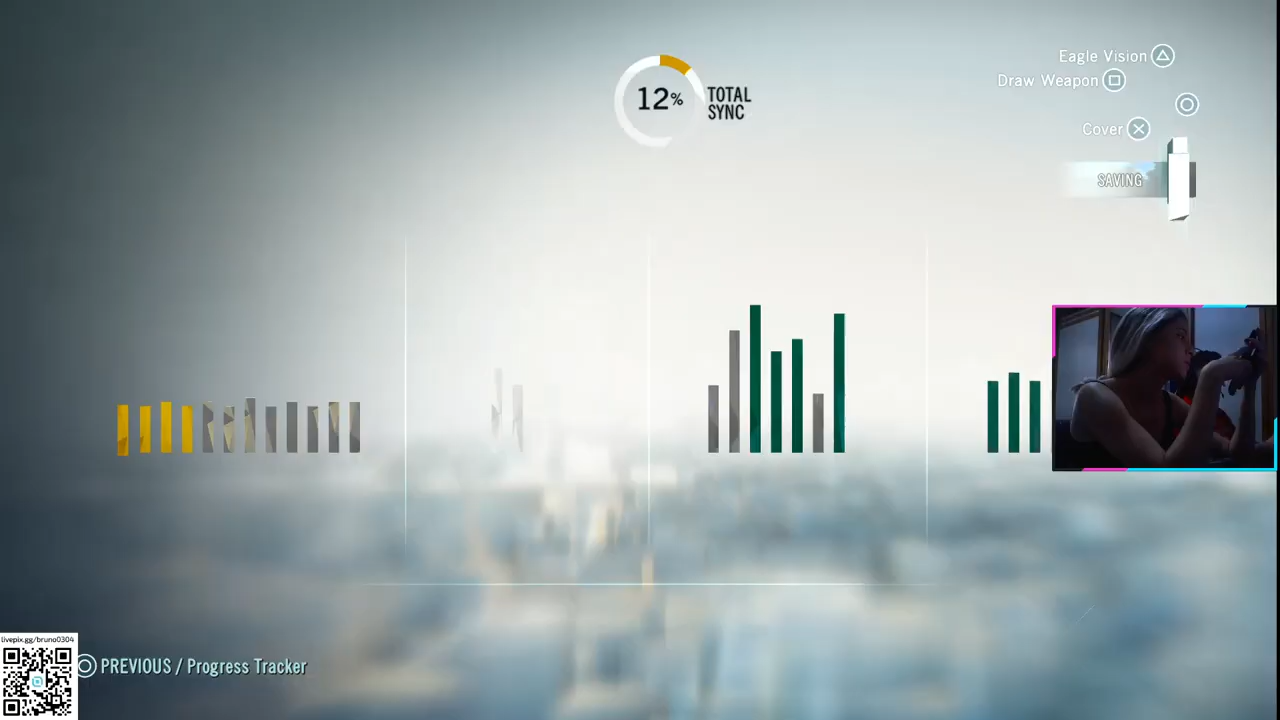 12%
TOTAL
SYNC
Eagle Vision
Draw Weapon
Cover
SAVING
livepix.gg/bruno0304
PREVIOUS / Progress Tracker